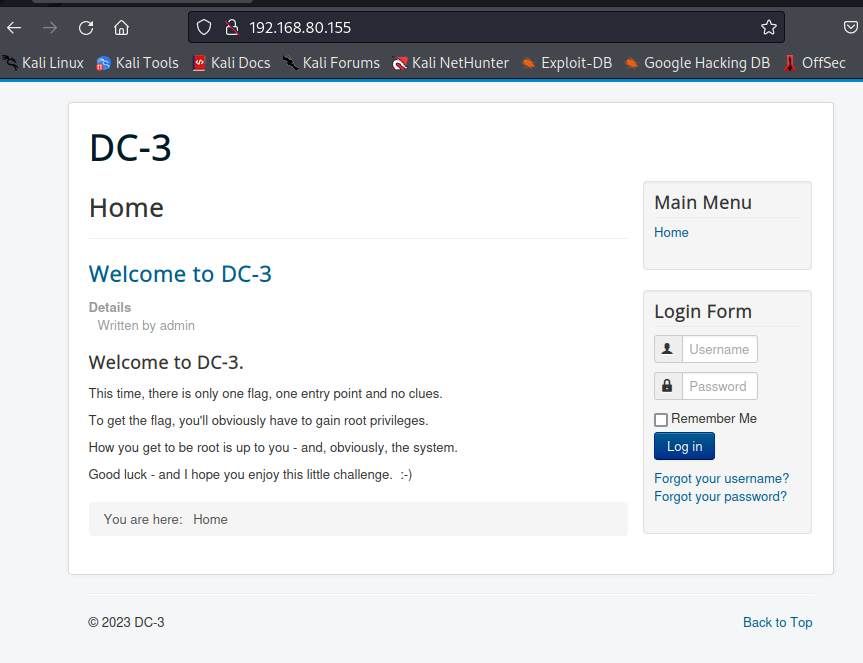 192.168.80.155
Kali Linux Kali Tools Kali Docs Kali Forums Kali NetHunter Exploit-DB Google Hacking DB OffSec
DC-3
Home
Welcome to DC-3
Details
Written by admin
Welcome to DC-3.
This time, there is only one flag, one entry point and no clues.
To get the flag, you'll obviously have to gain root privileges.
How you get to be root is up to you - and, obviously, the system.
Good luck - and I hope you enjoy this little challenge. :-)
You are here: Home
Main Menu
Home
Login Form
Username
Password
Remember Me
Log in
Forgot your username?
Forgot your password?
© 2023 DC-3
Back to Top